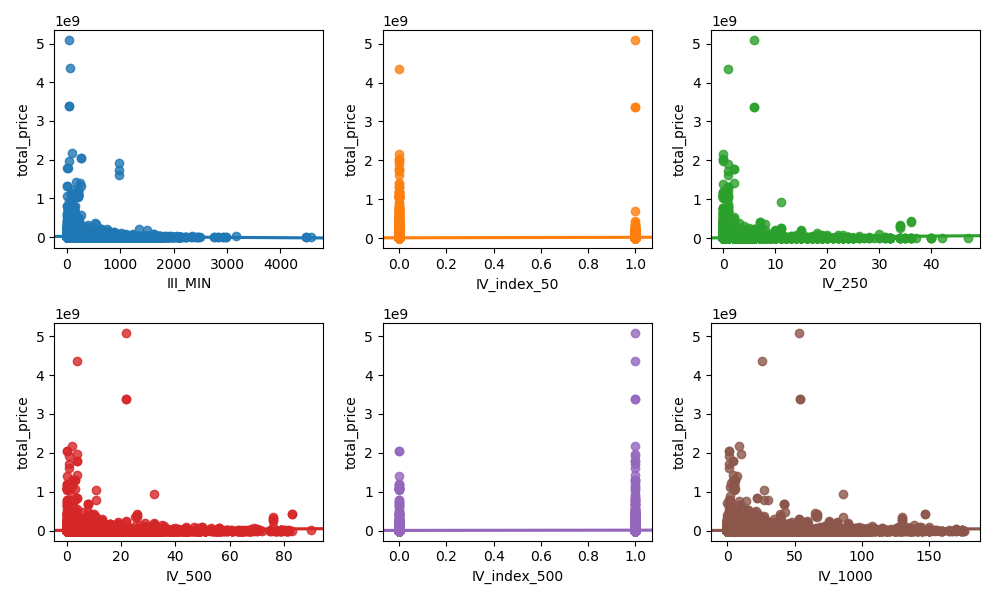 1e9 1e9 1e9
total_price total_price total_price
5 5 5
4 4 4
3 3 3
2 2 2
1 1 1
0 0 0
0 1000 2000 3000 4000 0.0 0.2 0.4 0.6 0.8 1.0 0 10 20 30 40
III_MIN IV_index_50 IV_250
1e9 1e9 1e9
total_price total_price total_price
5 5 5
4 4 4
3 3 3
2 2 2
1 1 1
0 0 0
0 20 40 60 80 0.0 0.2 0.4 0.6 0.8 1.0 0 50 100 150
IV_500 IV_index_500 IV_1000